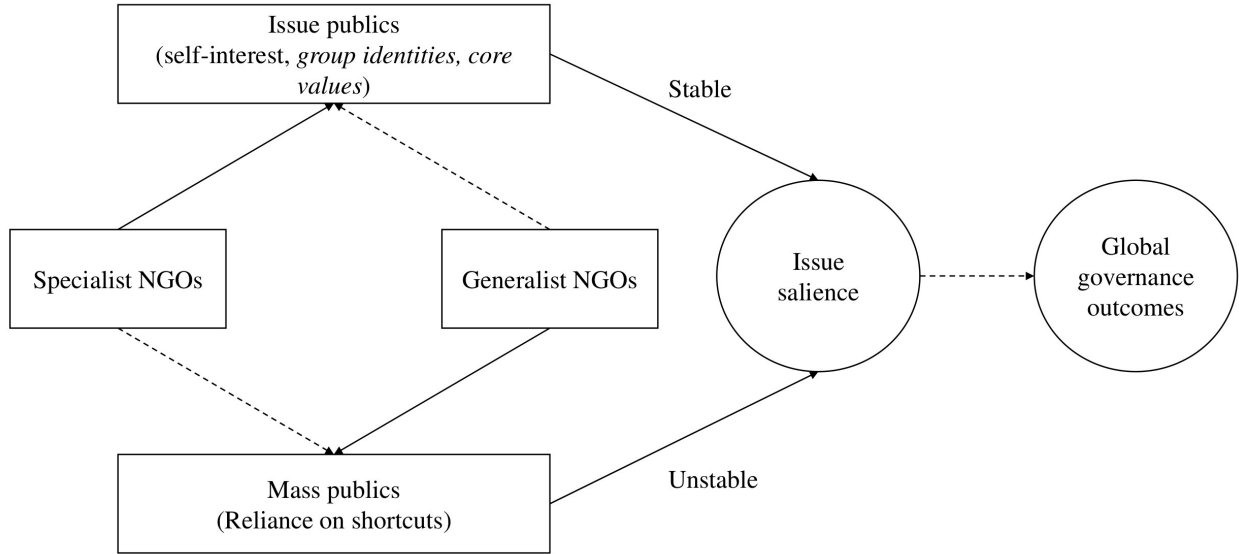 Issue publics
(self-interest, group identities, core
values)
Stable
Specialist NGOs
Generalist NGOs
Issue
salience
Global
governance
outcomes
Mass publics
(Reliance on shortcuts)
Unstable